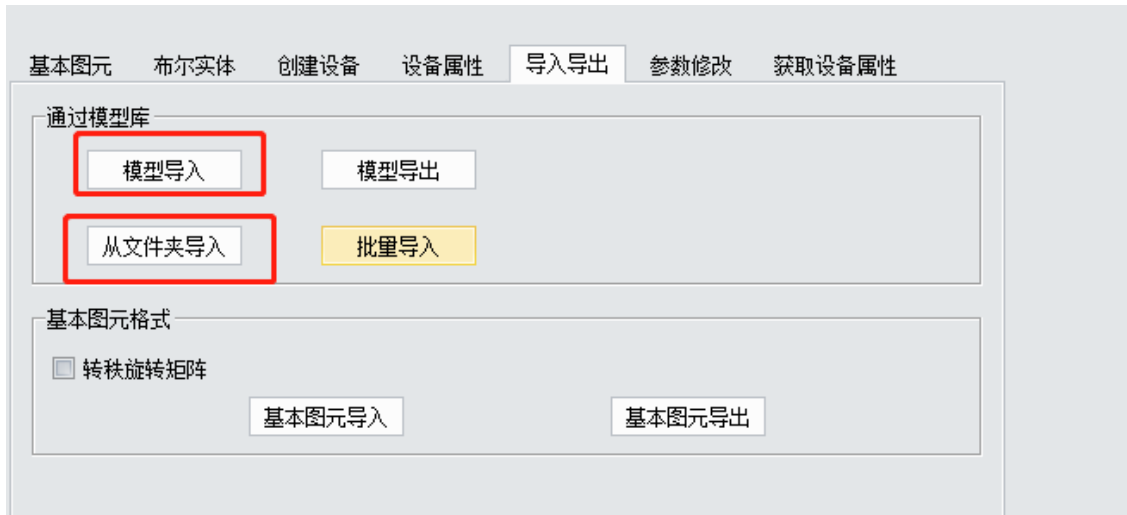 基本图元 布尔实体 创建设备 设备属性 导入导出 参数修改 获取设备属性
通过模型库
模型导入 模型导出
从文件夹导入 批量导入
基本图元格式
转秩旋转矩阵
基本图元导入 基本图元导出